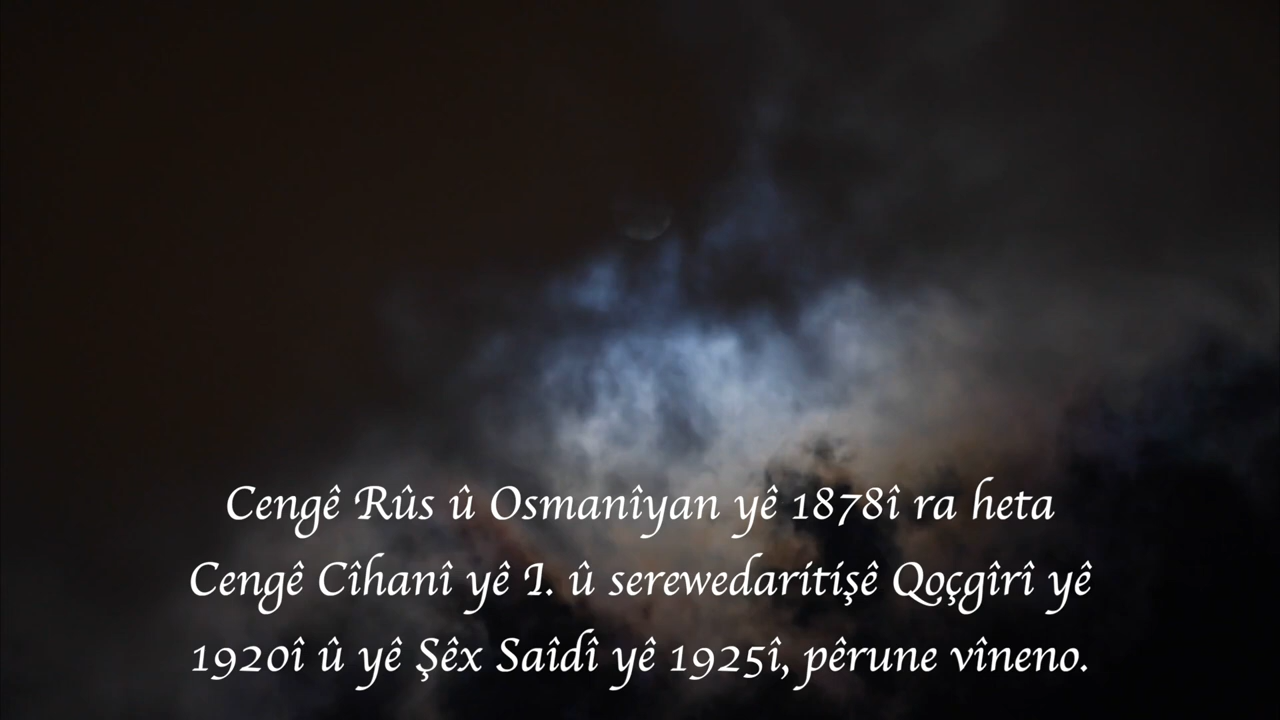 Cengê Rûs û Osmanîyan yê 1878î ra heta
Cengê Cîhanî yê I. û serewedaritişê Qoçgîrî yê
1920î û yê Şêx Saîdî yê 1925î, pêrune vîneno.